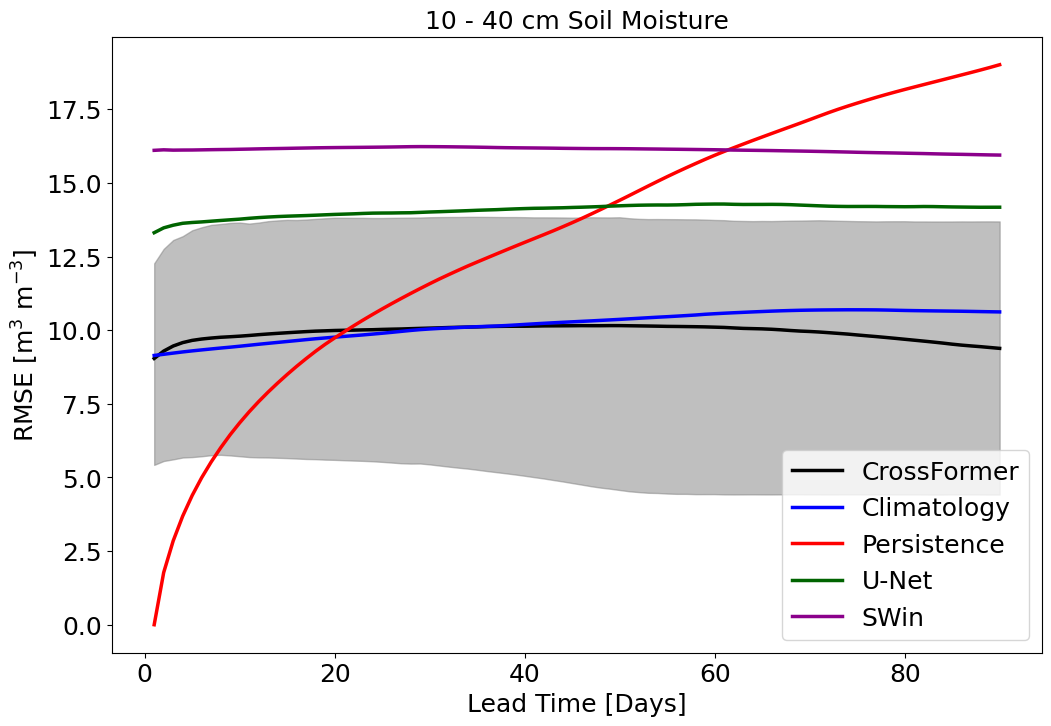 10 - 40 cm Soil Moisture
RMSE [m³ m⁻³]
17.5
15.0
12.5
10.0
7.5
5.0
2.5
0.0
CrossFormer
Climatology
Persistence
U-Net
SWin
0 20 40 60 80
Lead Time [Days]